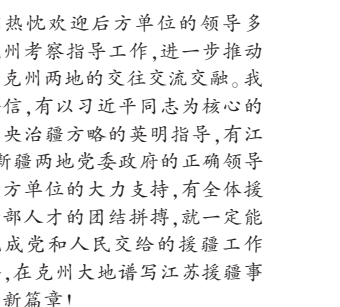 热忱欢迎后方单位的领导多
州考察指导工作,进一步推动
克州两地的交往交流交融。我
信,有以习近平同志为核心的
央治疆方略的英明指导,有江
新疆两地党委政府的正确领导
方单位的大力支持,有全体援
部人才的团结拼搏,就一定能
成党和人民交给的援疆工作
,在克州大地谱写江苏援疆事
新篇章!